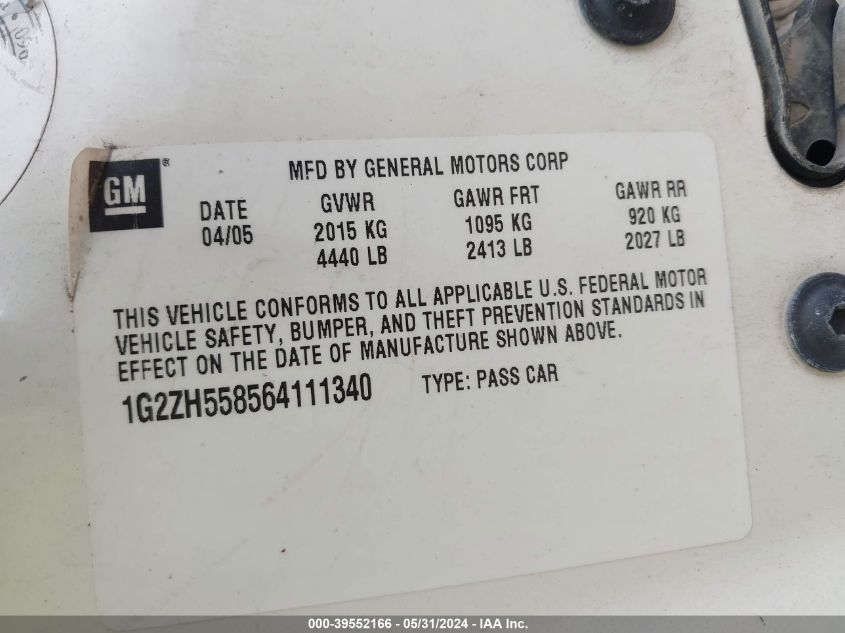 GM®
MFD BY GENERAL MOTORS CORP
DATE GVWR GAWR FRT GAWR RR
04/05 2015 KG 1095 KG 920 KG
4440 LB 2413 LB 2027 LB
THIS VEHICLE CONFORMS TO ALL APPLICABLE U.S. FEDERAL MOTOR
VEHICLE SAFETY, BUMPER, AND THEFT PREVENTION STANDARDS IN
EFFECT ON THE DATE OF MANUFACTURE SHOWN ABOVE.
1G2ZH558564111340 TYPE: PASS CAR
000-39552166 - 05/31/2024 - IAA Inc.